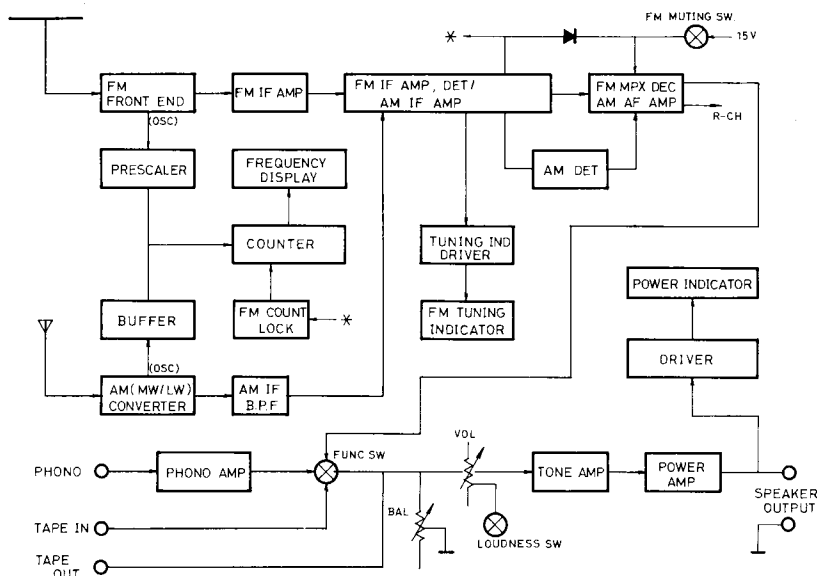 FM MUTING SW.
*
15V
FM
FRONT END
FM IF AMP
FM IF AMP, DET/
AM IF AMP
FM MPX DEC
AM AF AMP
(OSC)
R-CH
PRESCALER
FREQUENCY
DISPLAY
AM DET
COUNTER
TUNING IND
DRIVER
BUFFER
FM COUNT
LOCK
*
FM TUNING
INDICATOR
POWER INDICATOR
DRIVER
(OSC)
AM(MW/LW)
CONVERTER
AM IF
B.P.F
VOL
FUNC SW
PHONO
PHONO AMP
TONE AMP
POWER
AMP
SPEAKER
OUTPUT
BAL
TAPE IN
LOUDNESS SW
TAPE
OUT